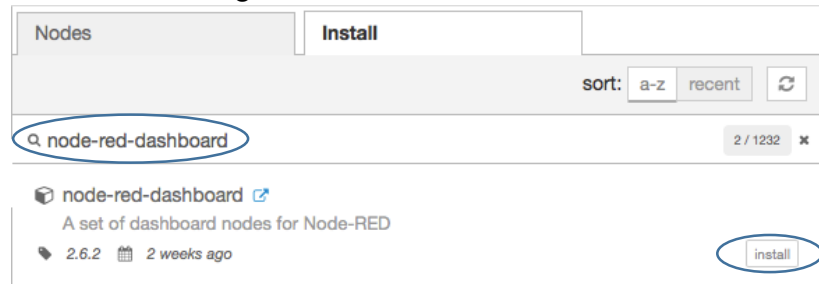 Nodes Install
sort: a-z recent
node-red-dashboard 2 / 1232 ✖
node-red-dashboard
A set of dashboard nodes for Node-RED
2.6.2 2 weeks ago install